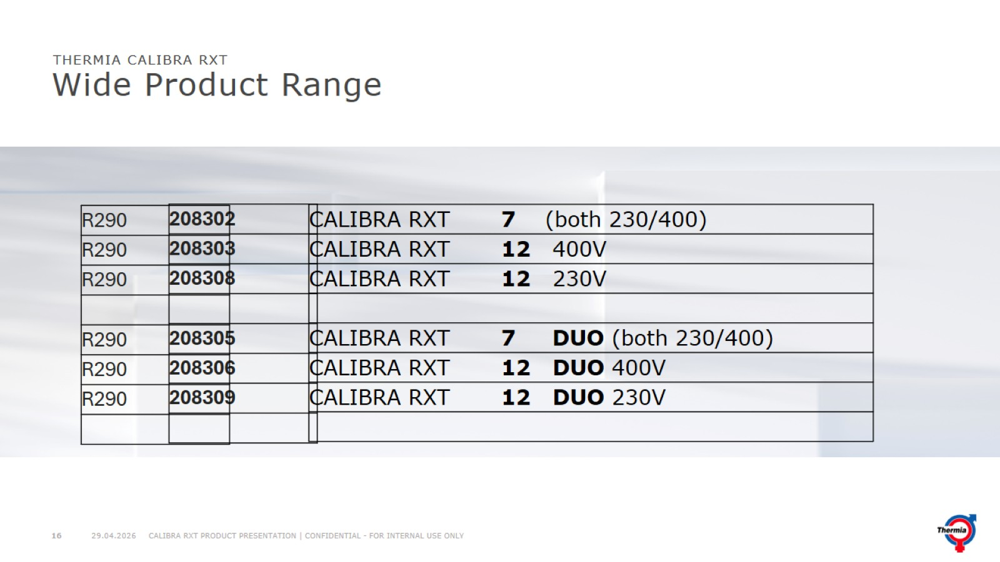 THERMIA CALIBRA RXT
Wide Product Range
R290 208302 CALIBRA RXT 7 (both 230/400)
R290 208303 CALIBRA RXT 12 400V
R290 208308 CALIBRA RXT 12 230V
R290 208305 CALIBRA RXT 7 DUO (both 230/400)
R290 208306 CALIBRA RXT 12 DUO 400V
R290 208309 CALIBRA RXT 12 DUO 230V
16 29.04.2026 CALIBRA RXT PRODUCT PRESENTATION | CONFIDENTIAL - FOR INTERNAL USE ONLY
Thermia